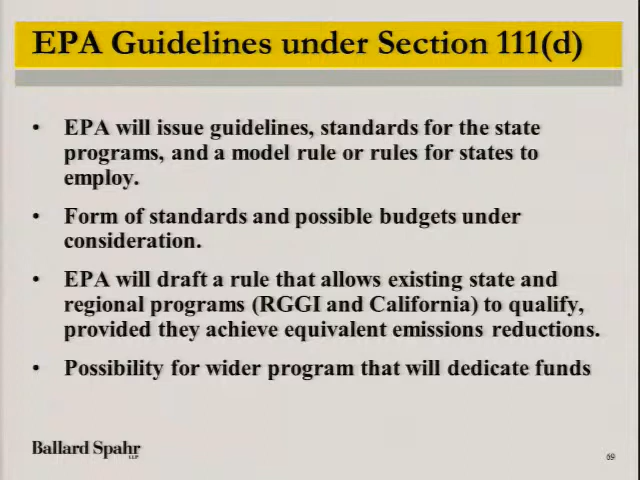 EPA Guidelines under Section 111(d)
• EPA will issue guidelines, standards for the state
programs, and a model rule or rules for states to
employ.
• Form of standards and possible budgets under
consideration.
• EPA will draft a rule that allows existing state and
regional programs (RGGI and California) to qualify,
provided they achieve equivalent emissions reductions.
• Possibility for wider program that will dedicate funds
Ballard Spahr
LLP
69